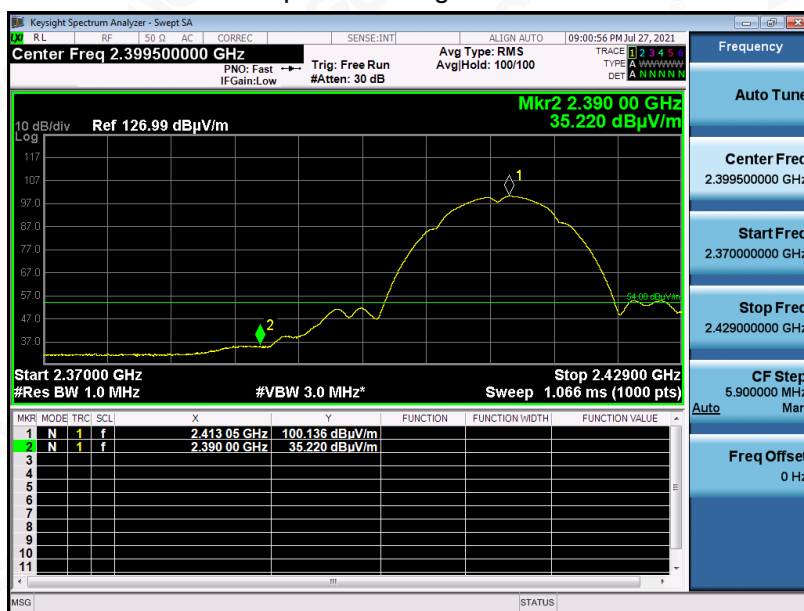 Keysight Spectrum Analyzer - Swept SA
LXI RL RF 50 Ω AC CORREC SENSE:INT ALIGN AUTO 09:00:56 PM Jul 27, 2021
Center Freq 2.399500000 GHz
PNO: Fast
IFGain:Low
Trig: Free Run
#Atten: 30 dB
Avg Type: RMS
Avg|Hold: 100/100
TRACE 1 2 3 4 5 6
TYPE A WWWWW
DET A N N N N N
Mkr2 2.390 00 GHz
35.220 dBµV/m
10 dB/div Ref 126.99 dBµV/m
Log
117
107
97.0
87.0
77.0
67.0
57.0
47.0
37.0
1
2
54.00 dBµV/m
Start 2.37000 GHz Stop 2.42900 GHz
#Res BW 1.0 MHz #VBW 3.0 MHz* Sweep 1.066 ms (1000 pts)
MKR MODE TRC SCL X Y FUNCTION FUNCTION WIDTH FUNCTION VALUE
1 N 1 f 2.413 05 GHz 100.136 dBµV/m
2 N 1 f 2.390 00 GHz 35.220 dBµV/m
3
4
5
6
7
8
9
10
11
MSG STATUS
Frequency
Auto Tune
Center Freq
2.399500000 GHz
Start Freq
2.370000000 GHz
Stop Freq
2.429000000 GHz
CF Step
5.900000 MHz
Auto Man
Freq Offset
0 Hz